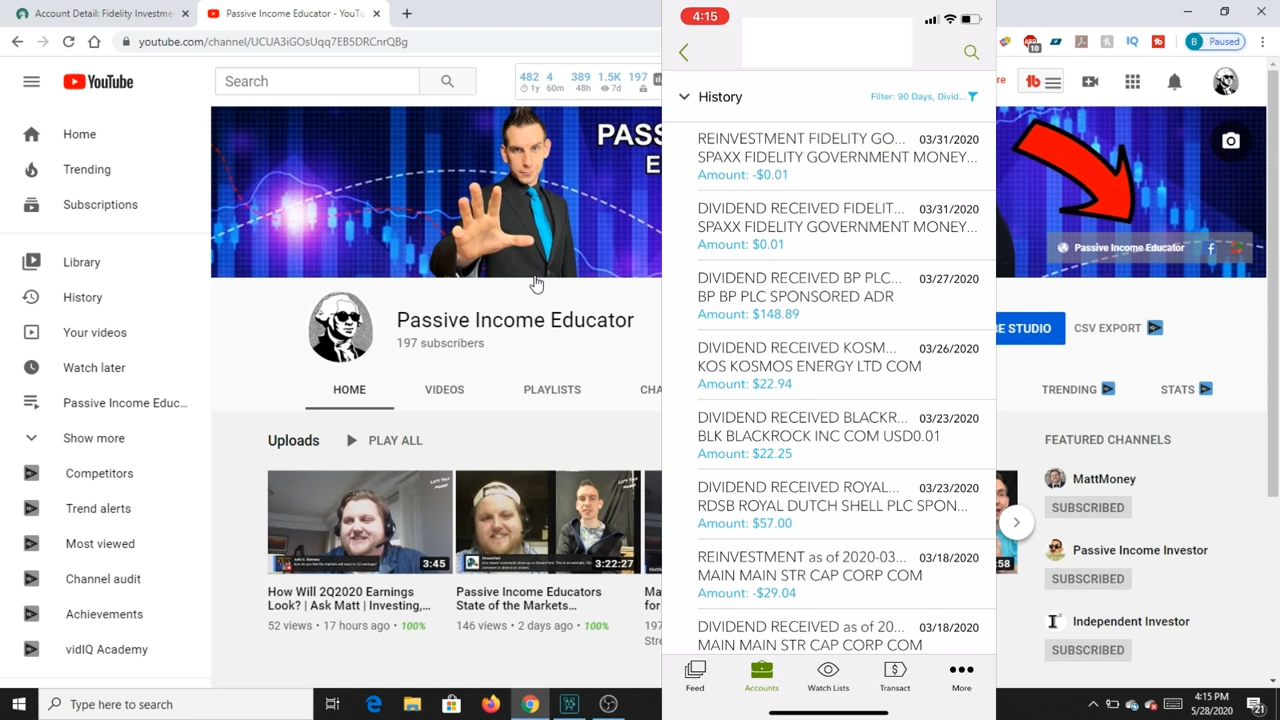 Account Detail: Fidelity Investmen
Passive Income Educator - YouTu
youtube.com/channel/UCUA3iGOsUqq7EB5DRCnrQBg
10
Paused
YouTube
Search
482 4 389 1.5K 197
1y 60m 48h 7d
Home
Trending
Subscriptions
Library
History
Your videos
Watch later
Passive Income Educ...
Show more
Competitors
Trend alerts
Most viewed
Channel audit
Achievements
vidIQ Academy
PASS
E
Passive Income Educator
197 subscribers
HOME
VIDEOS
PLAYLISTS
CHA
Uploads
PLAY ALL
3:45
How Will 2Q2020 Earnings
Look? | Ask Matt | Investing,...
52 views • 17 hours ago • 100%
3:22:27
Passive Income Educators
State of the Markets...
146 views • 2 days ago • 100%
Ma
for
197
Stre
4:15
History
Filter: 90 Days, Divid...
REINVESTMENT FIDELITY GO... 03/31/2020
SPAXX FIDELITY GOVERNMENT MONEY...
Amount: -$0.01
DIVIDEND RECEIVED FIDELIT... 03/31/2020
SPAXX FIDELITY GOVERNMENT MONEY...
Amount: $0.01
DIVIDEND RECEIVED BP PLC... 03/27/2020
BP BP PLC SPONSORED ADR
Amount: $148.89
DIVIDEND RECEIVED KOSM... 03/26/2020
KOS KOSMOS ENERGY LTD COM
Amount: $22.94
DIVIDEND RECEIVED BLACKR... 03/23/2020
BLK BLACKROCK INC COM USD0.01
Amount: $22.25
DIVIDEND RECEIVED ROYAL... 03/23/2020
RDSB ROYAL DUTCH SHELL PLC SPON...
Amount: $57.00
REINVESTMENT as of 2020-03... 03/18/2020
MAIN MAIN STR CAP CORP COM
Amount: -$29.04
DIVIDEND RECEIVED as of 20... 03/18/2020
MAIN MAIN STR CAP CORP COM
Feed
Accounts
Watch Lists
Transact
More
re
Passive Income Educator
BE STUDIO
CSV EXPORT
TRENDING
STATS
:58
FEATURED CHANNELS
MattMoney
SUBSCRIBED
Passive Income Investor
SUBSCRIBED
Independent Investor
SUBSCRIBED
Type here to search
4:15 PM
5/28/2020
21